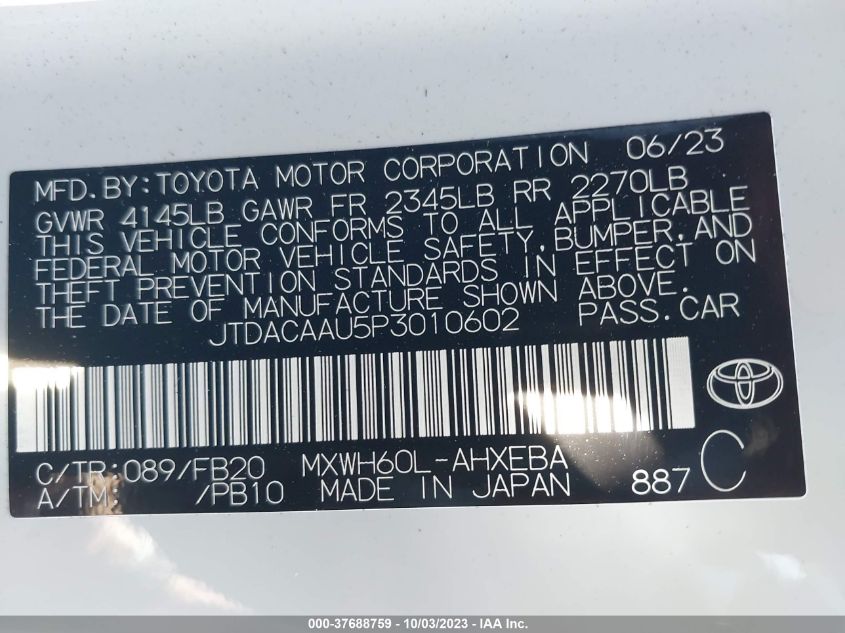 MFD.BY:TOYOTA MOTOR CORPORATION 06/23
GVWR 4145LB GAWR FR 2345LB RR 2270LB
THIS VEHICLE CONFORMS TO ALL APPLICABLE
FEDERAL MOTOR VEHICLE SAFETY,BUMPER,AND
THEFT PREVENTION STANDARDS IN EFFECT ON
THE DATE OF MANUFACTURE SHOWN ABOVE.
JTDACAAU5P3010602 PASS.CAR
C/TR:089/FB20 MXWH60L-AHXEBA
A/TM: /PB10 MADE IN JAPAN 887 C
000-37688759 - 10/03/2023 - IAA Inc.